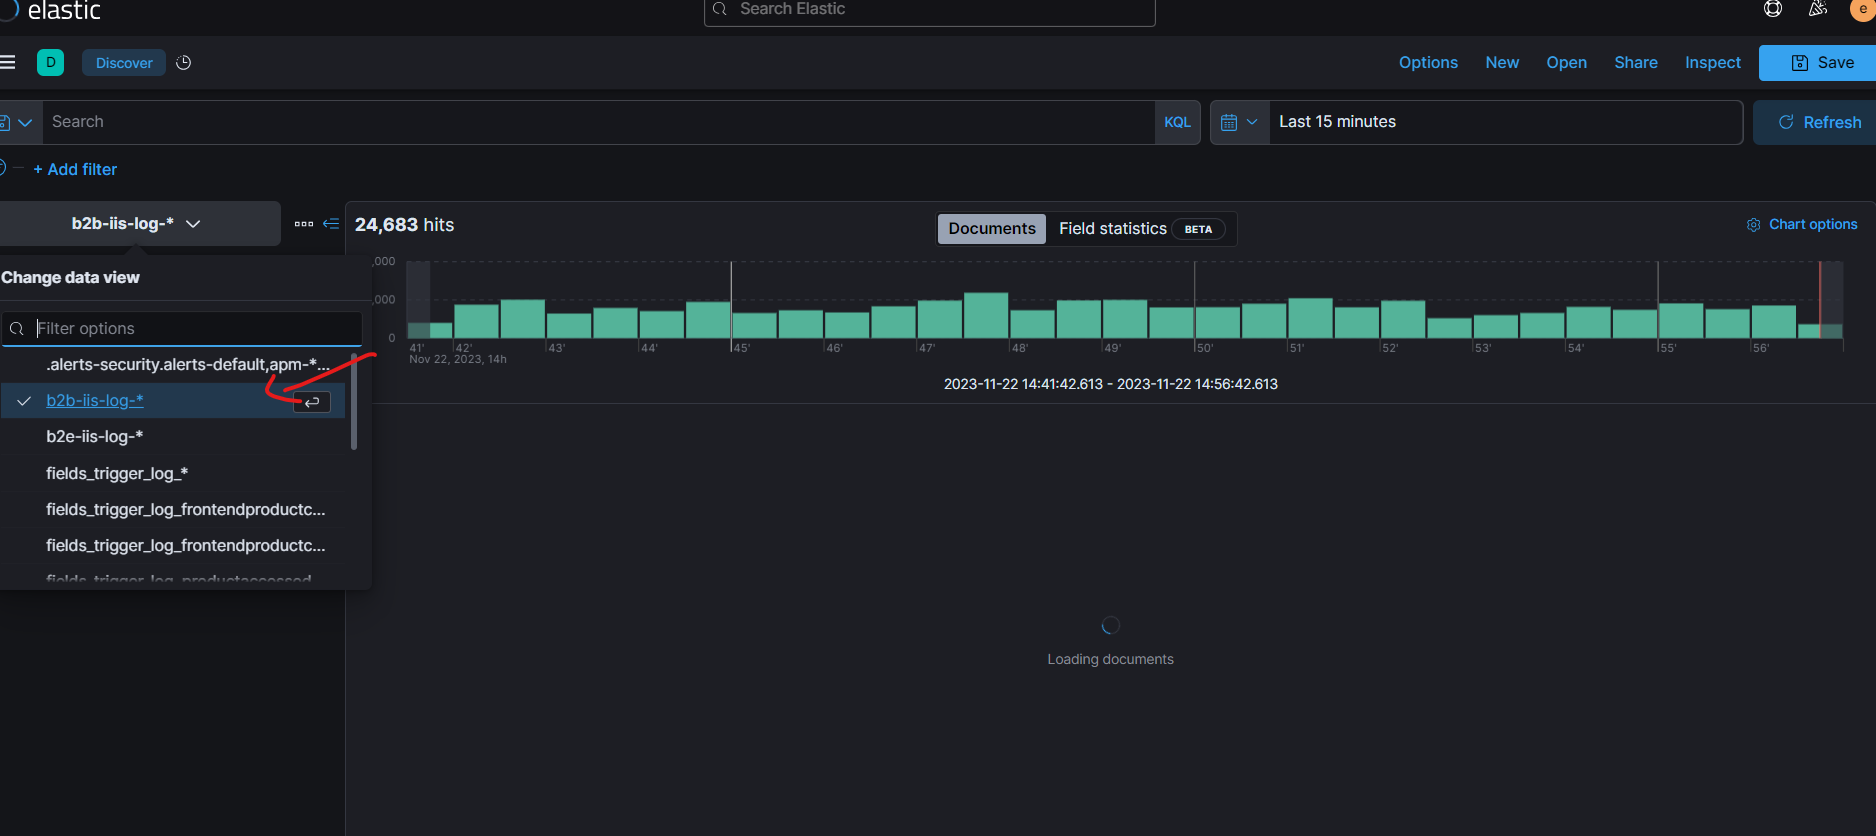 elastic
Search Elastic
e
D
Discover
Options
New
Open
Share
Inspect
Save
Search
KQL
Last 15 minutes
Refresh
+ Add filter
b2b-iis-log-*
24,683 hits
Documents
Field statistics
BETA
Chart options
Change data view
Filter options
.alerts-security.alerts-default,apm-*...
b2b-iis-log-*
b2e-iis-log-*
fields_trigger_log_*
fields_trigger_log_frontendproductc...
fields_trigger_log_frontendproductc...
fields_trigger_log_productaccessed
,000
,000
0
41' 42' 43' 44' 45' 46' 47' 48' 49' 50' 51' 52' 53' 54' 55' 56'
Nov 22, 2023, 14h
2023-11-22 14:41:42.613 - 2023-11-22 14:56:42.613
Loading documents